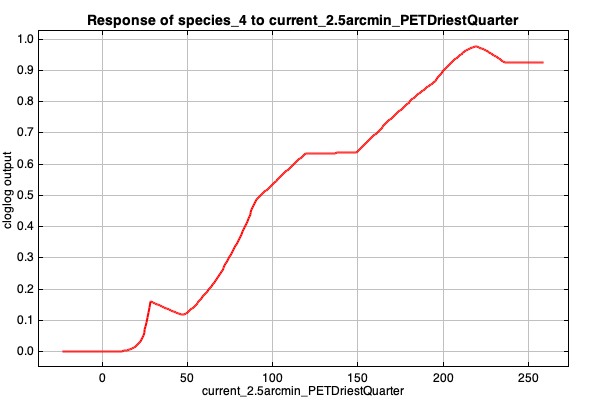 Response of species_4 to current_2.5arcmin_PETDriestQuarter
1.0
0.9
0.8
0.7
0.6
0.5
0.4
0.3
0.2
0.1
0.0
cloglog output
0 50 100 150 200 250
current_2.5arcmin_PETDriestQuarter